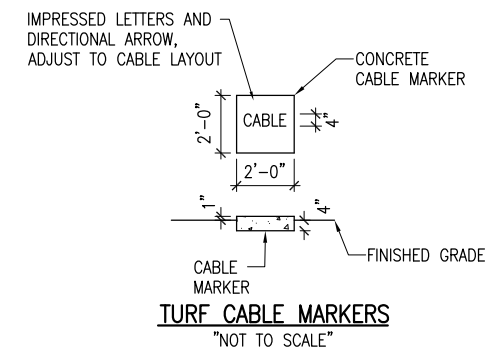 IMPRESSED LETTERS AND
DIRECTIONAL ARROW,
ADJUST TO CABLE LAYOUT
CONCRETE
CABLE MARKER
CABLE
2'-0"
4"
2'-0"
1"
4"
FINISHED GRADE
CABLE
MARKER
TURF CABLE MARKERS
"NOT TO SCALE"